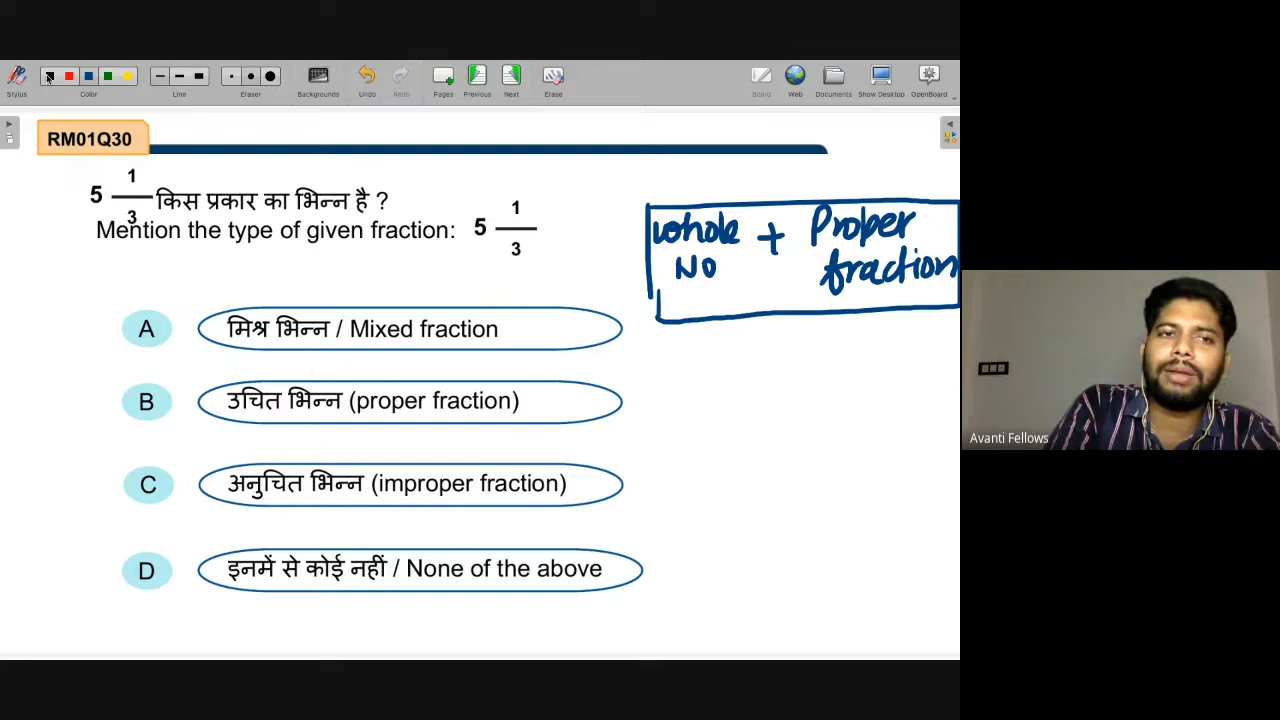 Stylus
Color
Line
Eraser
Backgrounds
Undo
Redo
Pages
Previous
Next
Erase
Board
Web
Documents
Show Desktop
OpenBoard
RM01Q30
5 1/3 किस प्रकार का भिन्न है ?
Mention the type of given fraction: 5 1/3
whole + Proper
No fraction
A मिश्र भिन्न / Mixed fraction
B उचित भिन्न (proper fraction)
C अनुचित भिन्न (improper fraction)
D इनमें से कोई नहीं / None of the above
Avanti Fellows